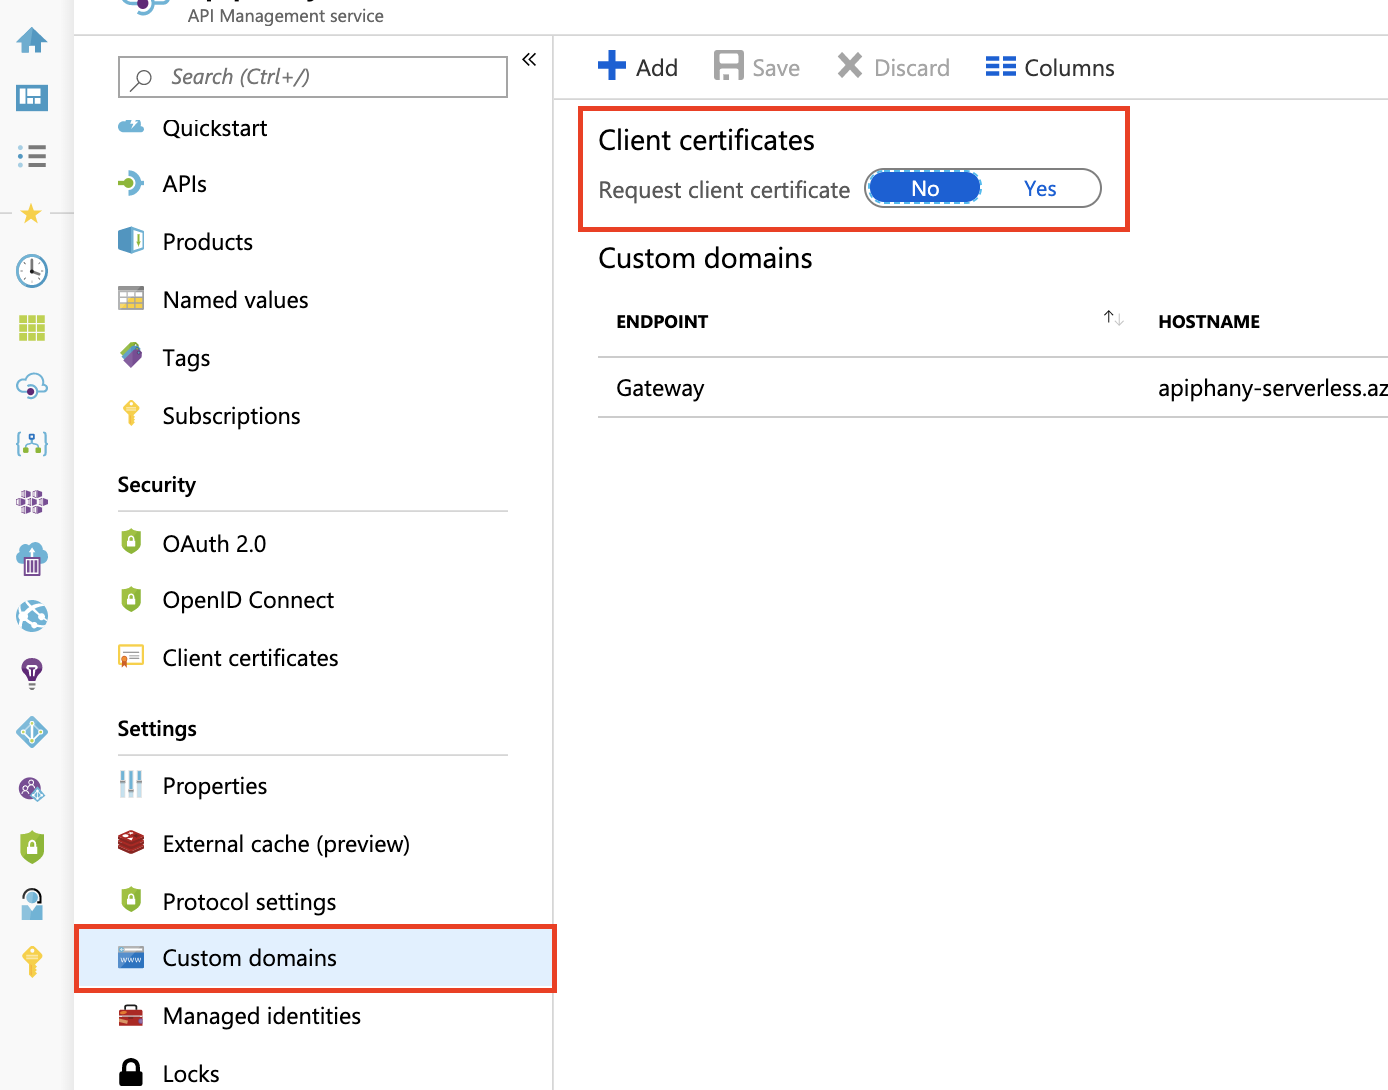 API Management service
Search (Ctrl+/)
Quickstart
APIs
Products
Named values
Tags
Subscriptions
Security
OAuth 2.0
OpenID Connect
Client certificates
Settings
Properties
External cache (preview)
Protocol settings
www
Custom domains
Managed identities
Locks
Add
Save
Discard
Columns
Client certificates
Request client certificate No Yes
Custom domains
ENDPOINT HOSTNAME
Gateway apiphany-serverless.az